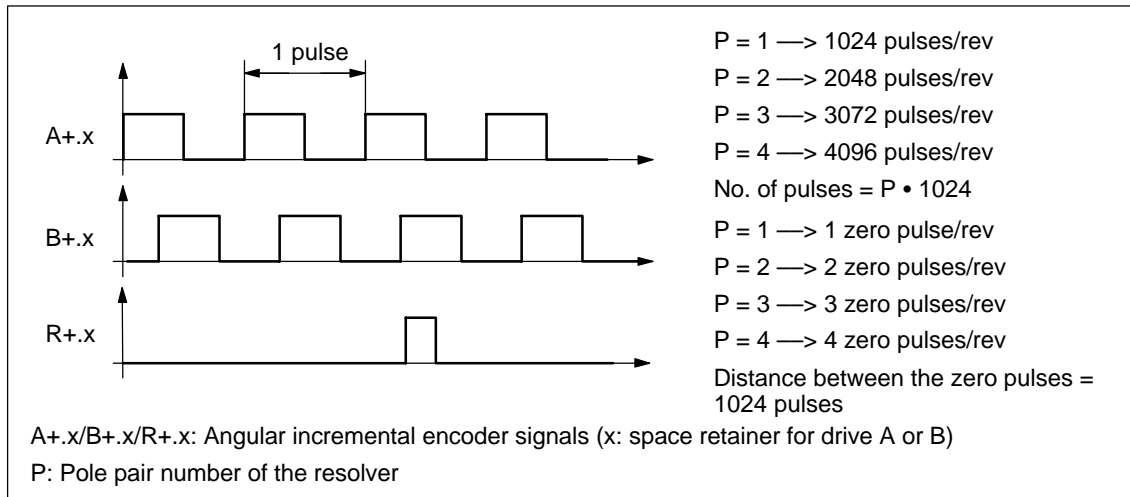 1 pulse
A+.x
B+.x
R+.x
P = 1 —> 1024 pulses/rev
P = 2 —> 2048 pulses/rev
P = 3 —> 3072 pulses/rev
P = 4 —> 4096 pulses/rev
No. of pulses = P • 1024
P = 1 —> 1 zero pulse/rev
P = 2 —> 2 zero pulses/rev
P = 3 —> 3 zero pulses/rev
P = 4 —> 4 zero pulses/rev
Distance between the zero pulses =
1024 pulses
A+.x/B+.x/R+.x: Angular incremental encoder signals (x: space retainer for drive A or B)
P: Pole pair number of the resolver